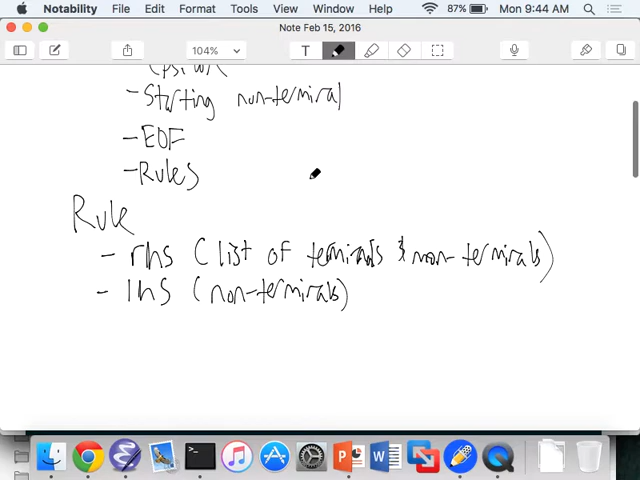 Notability File Edit Format Tools View Window Help 87% Mon 9:44 AM
Note Feb 15, 2016
104% T
-Starting non-terminal
-EOF
-Rules
Rule
- rhs (list of terminals & non-terminals)
- lhs (non-terminals)